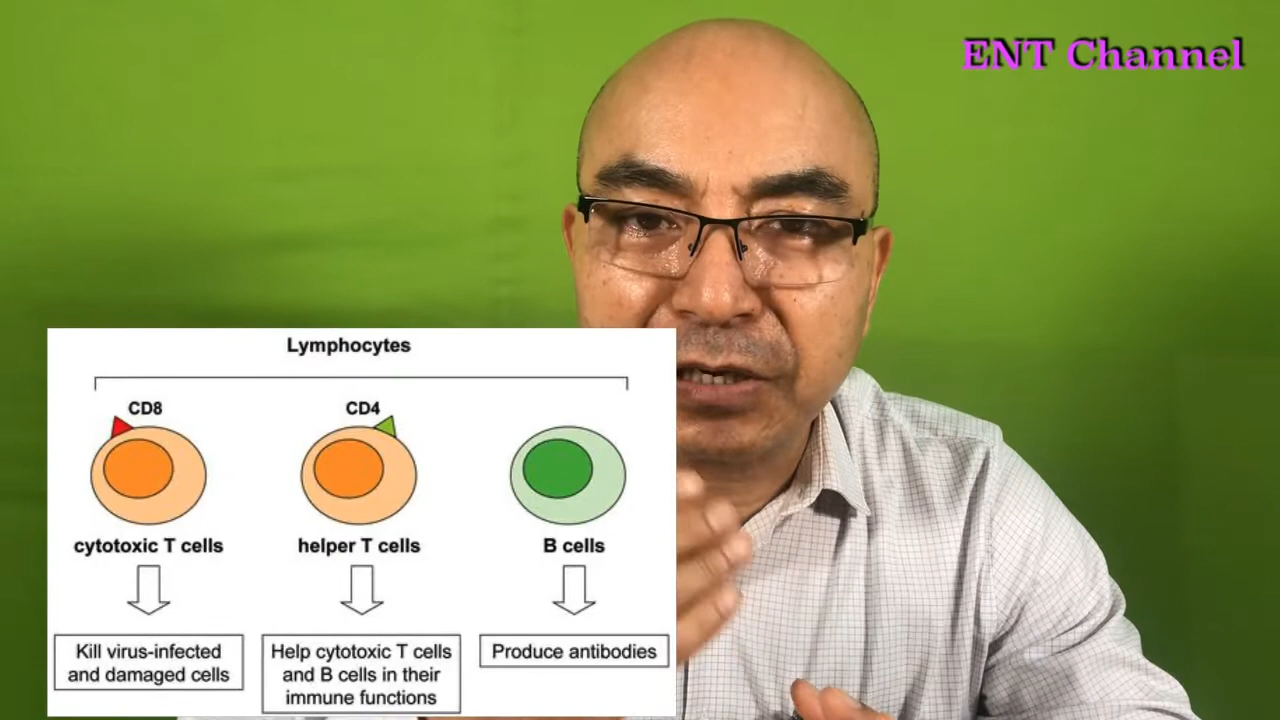 ENT Channel
Lymphocytes
CD8
CD4
cytotoxic T cells
helper T cells
B cells
Kill virus-infected
and damaged cells
Help cytotoxic T cells
and B cells in their
immune functions
Produce antibodies